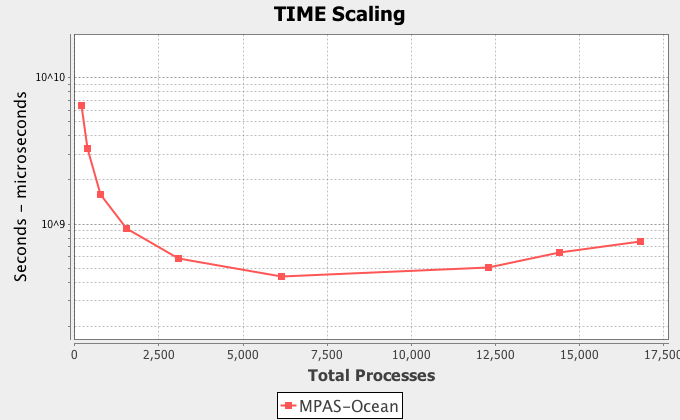 TIME Scaling
Seconds - microseconds
10^10
10^9
0 2,500 5,000 7,500 10,000 12,500 15,000 17,500
Total Processes
MPAS-Ocean